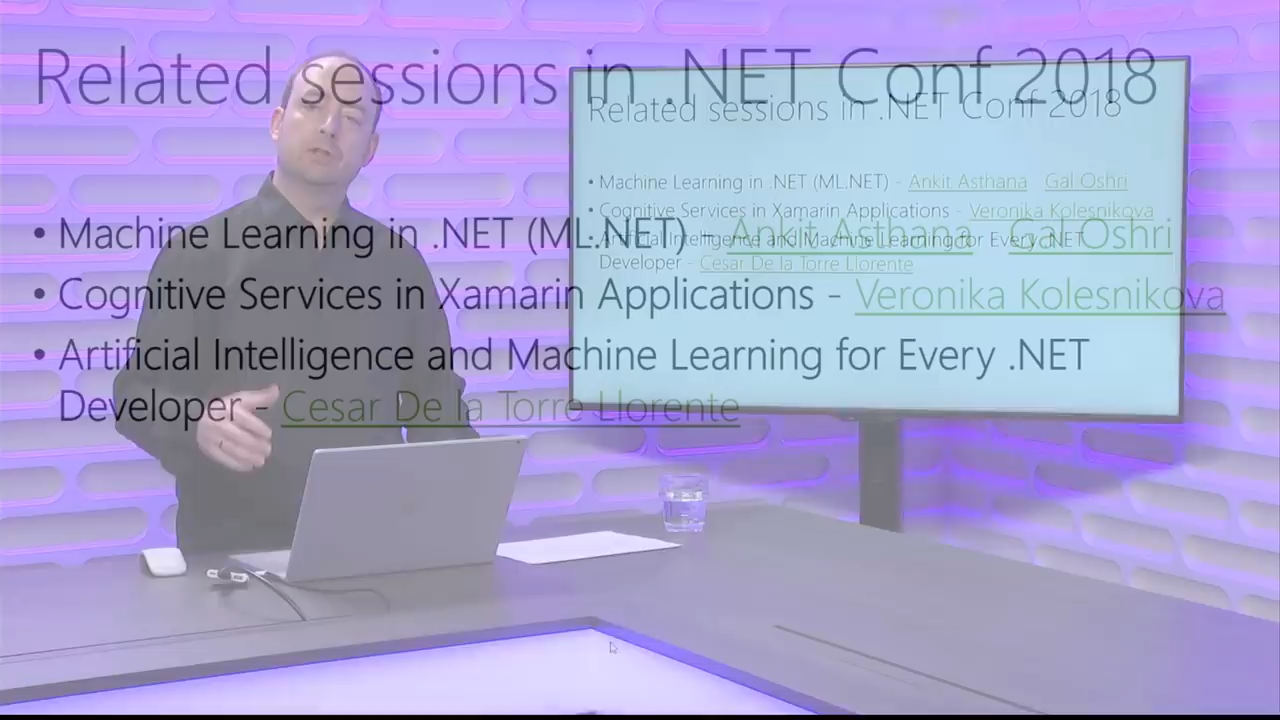 Related sessions in .NET Conf 2018
• Machine Learning in .NET (ML.NET) - Ankit Asthana Gal Oshri
• Cognitive Services in Xamarin Applications - Veronika Kolesnikova
• Artificial Intelligence and Machine Learning for Every .NET
Developer - Cesar De la Torre Llorente
Related sessions in .NET Conf 2018
• Machine Learning in .NET (ML.NET) - Ankit Asthana Gal Oshri
• Cognitive Services in Xamarin Applications - Veronika Kolesnikova
• Artificial Intelligence and Machine Learning for Every .NET
Developer - Cesar De la Torre Llorente